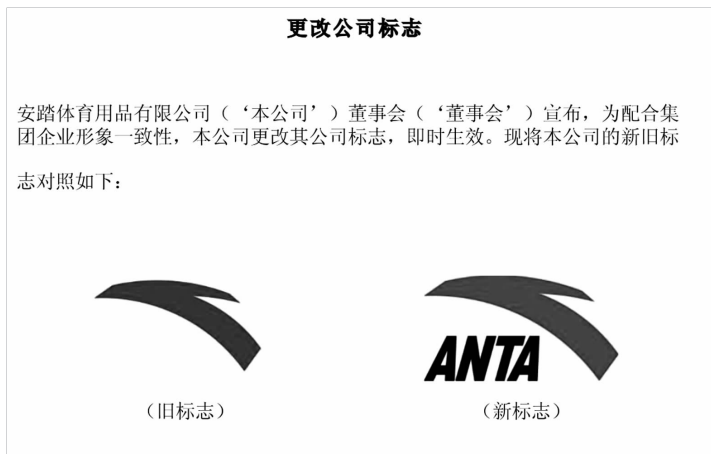 更改公司标志
安踏体育用品有限公司（‘本公司’）董事会（‘董事会’）宣布，为配合集
团企业形象一致性，本公司更改其公司标志，即时生效。现将本公司的新旧标
志对照如下：
ANTA
（旧标志）
（新标志）